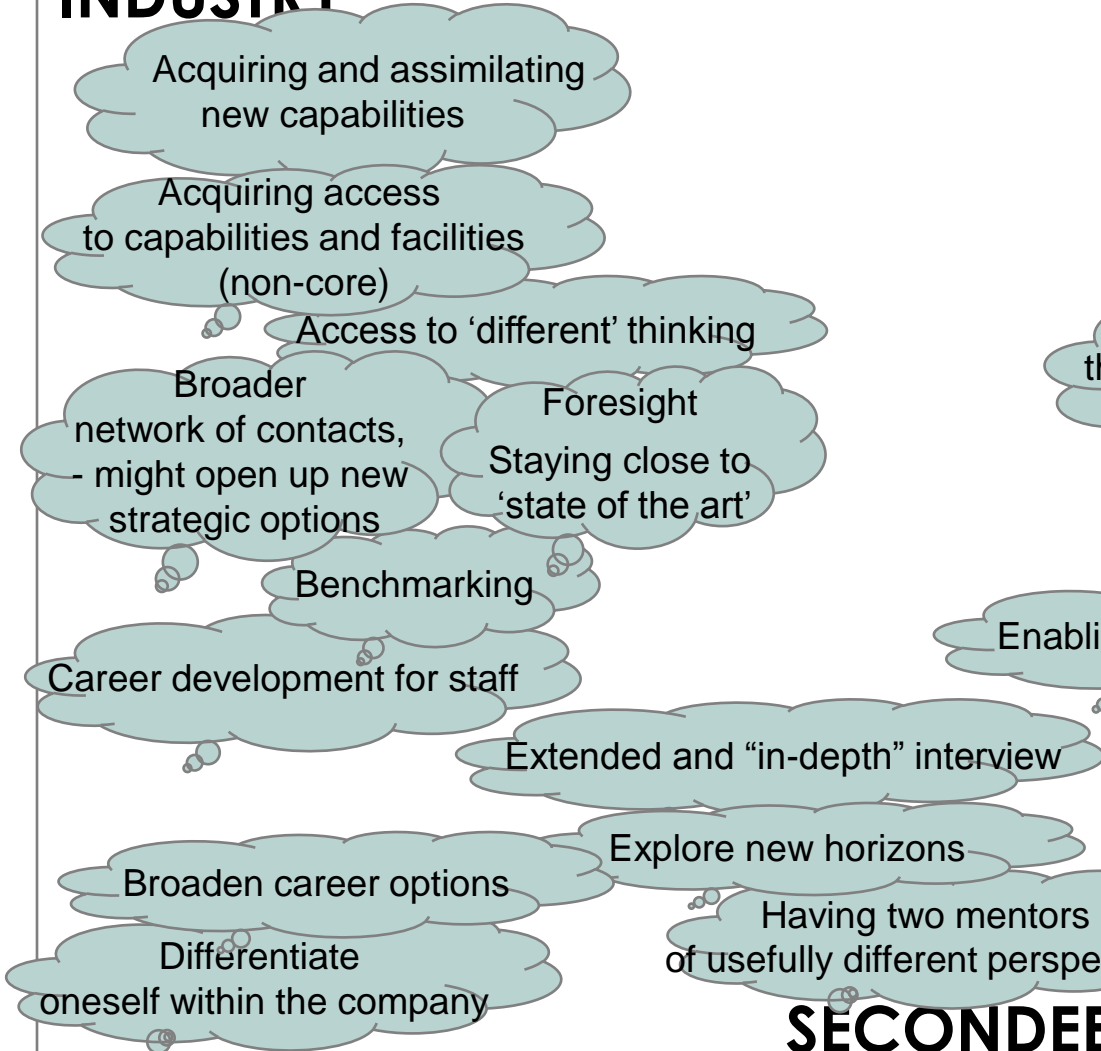 INDUSTRY
Acquiring and assimilating
new capabilities
Acquiring access
to capabilities and facilities
(non-core)
Access to ‘different’ thinking
Broader
network of contacts,
- might open up new
strategic options
Foresight
Staying close to
‘state of the art’
Benchmarking
Career development for staff
Extended and “in-depth” interview
Explore new horizons
Broaden career options
Having two mentors
of usefully different
Differentiate
oneself within the company